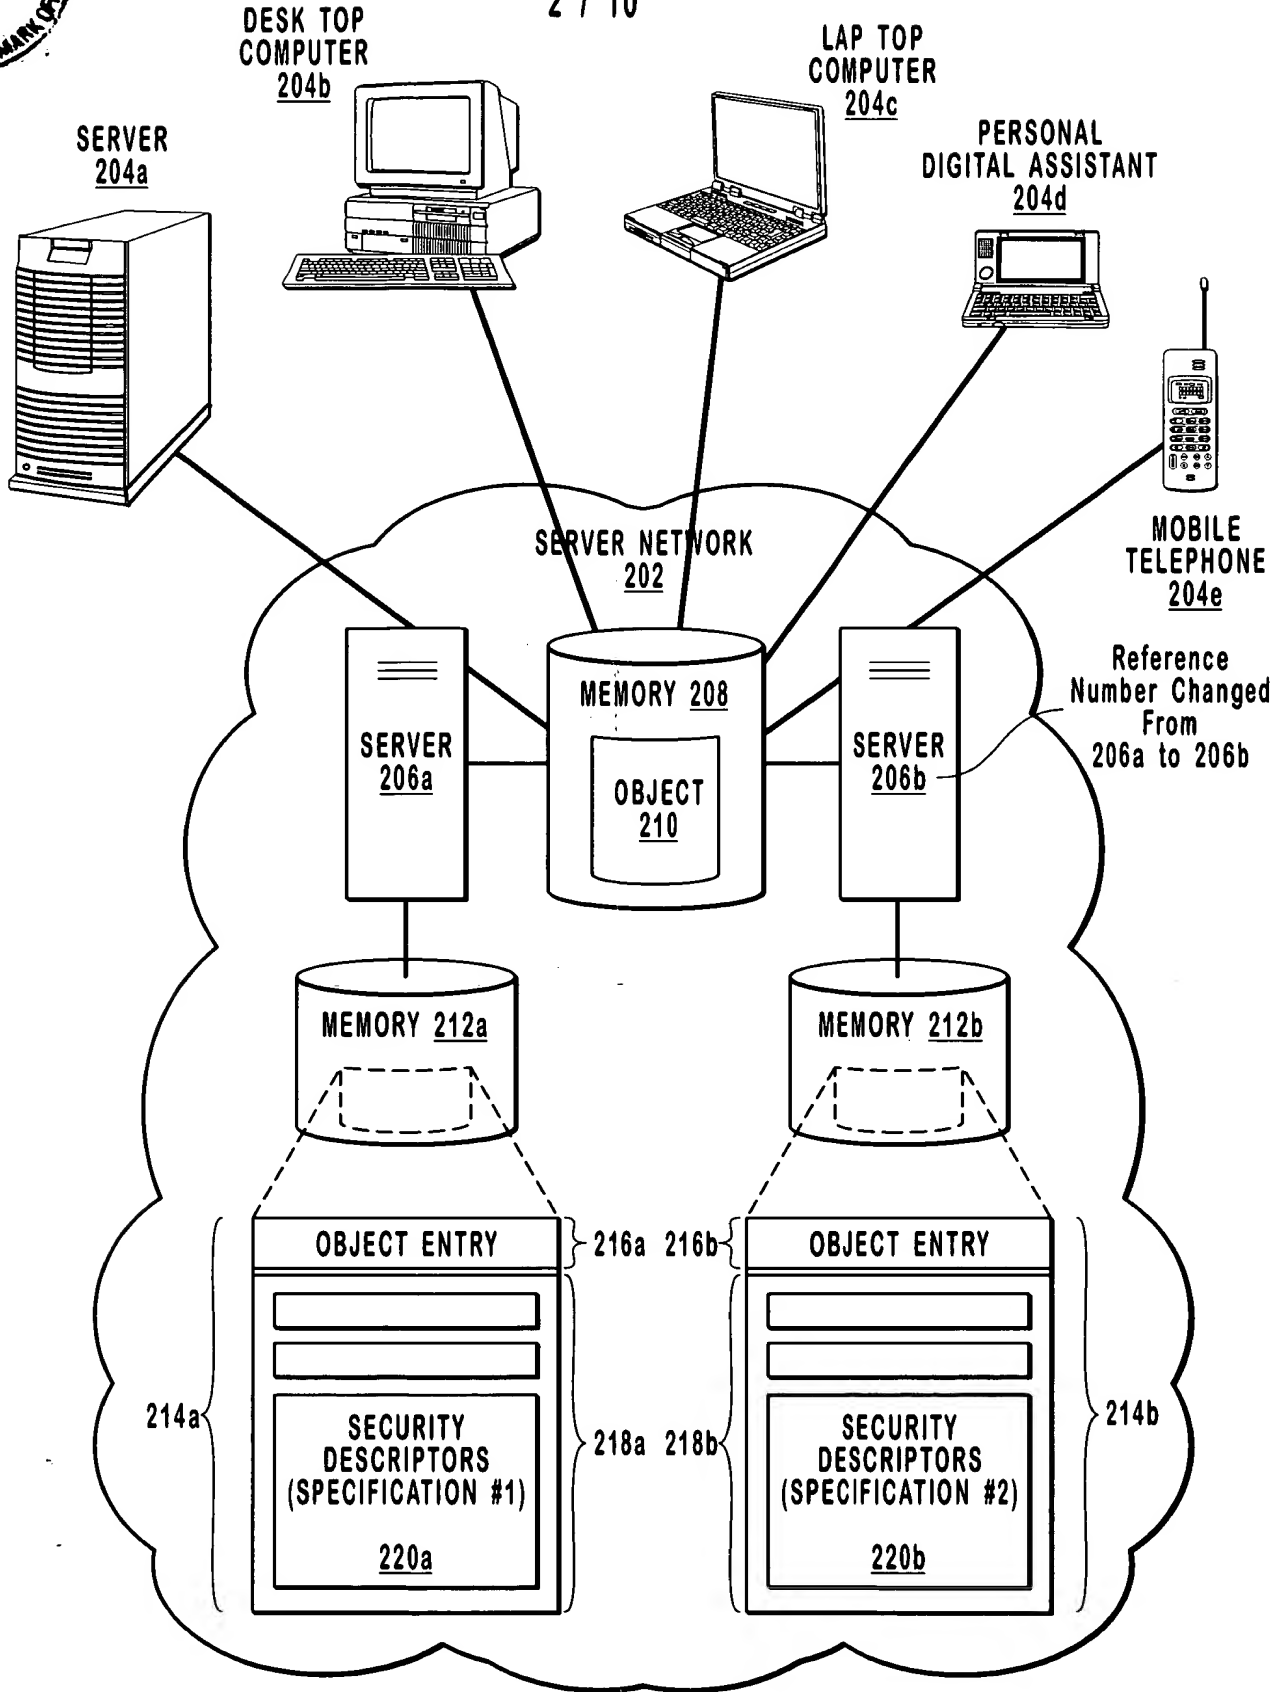 MARK OF
2 / 10
DESK TOP
COMPUTER
204b
LAP TOP
COMPUTER
204c
SERVER
204a
PERSONAL
DIGITAL ASSISTANT
204d
MOBILE
TELEPHONE
204e
SERVER NETWORK
202
Reference
Number Changed
From
206a to 206b
SERVER
206a
MEMORY 208
OBJECT
210
SERVER
206b
MEMORY 212a
MEMORY 212b
OBJECT ENTRY
216a 216b
OBJECT ENTRY
214a
SECURITY
DESCRIPTORS
(SPECIFICATION #1)
220a
218a 218b
SECURITY
DESCRIPTORS
(SPECIFICATION #2)
220b
214b